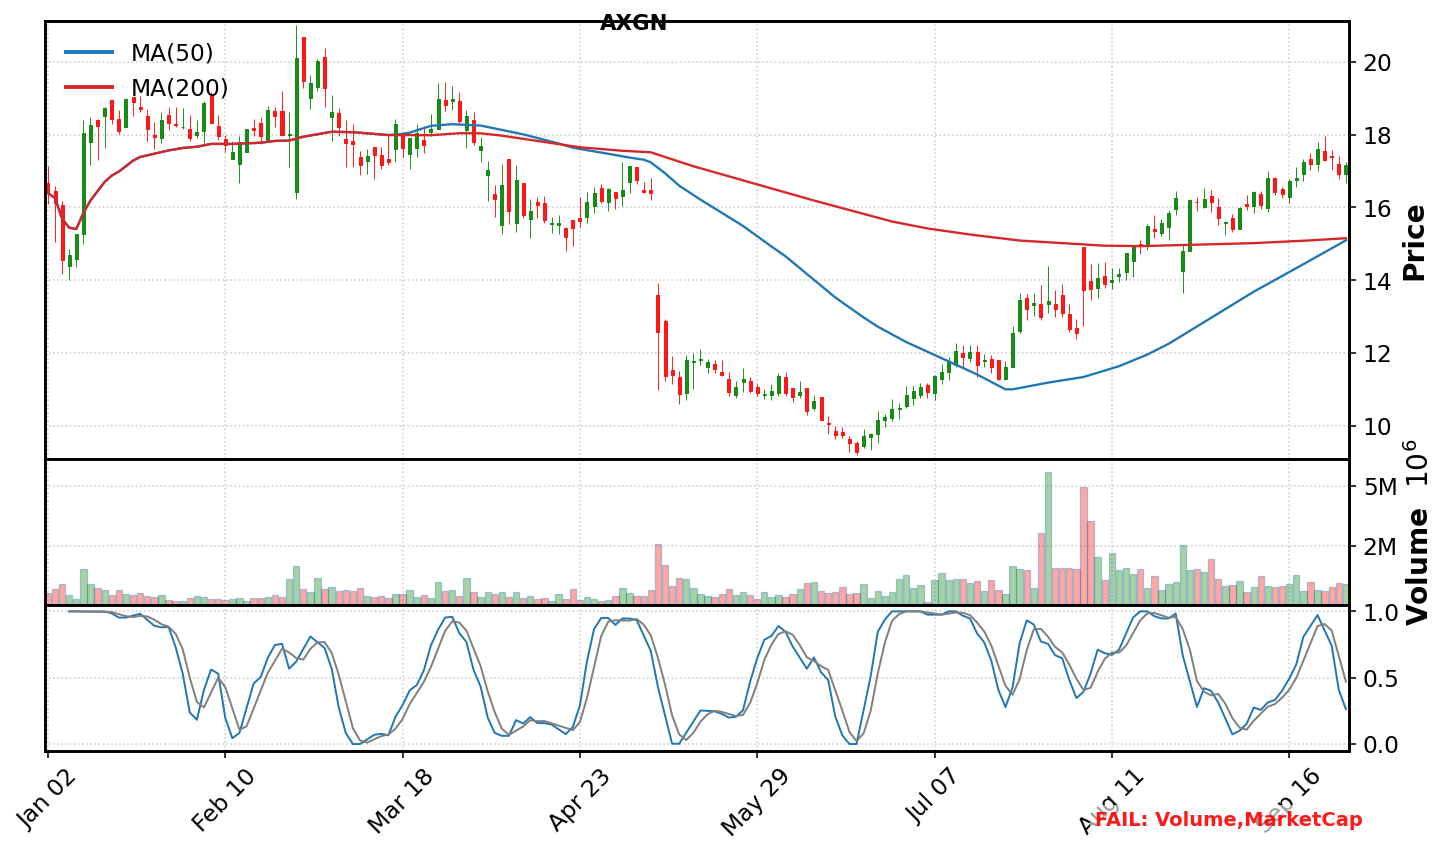 AXGN
MA(50)
MA(200)
20
18
16
14
12
10
Price
5M
2M
Volume 10^6
1.0
0.5
0.0
Jan 02
Feb 10
Mar 18
Apr 23
May 29
Jul 07
Aug 11
Sep 16
FAIL: Volume,MarketCap